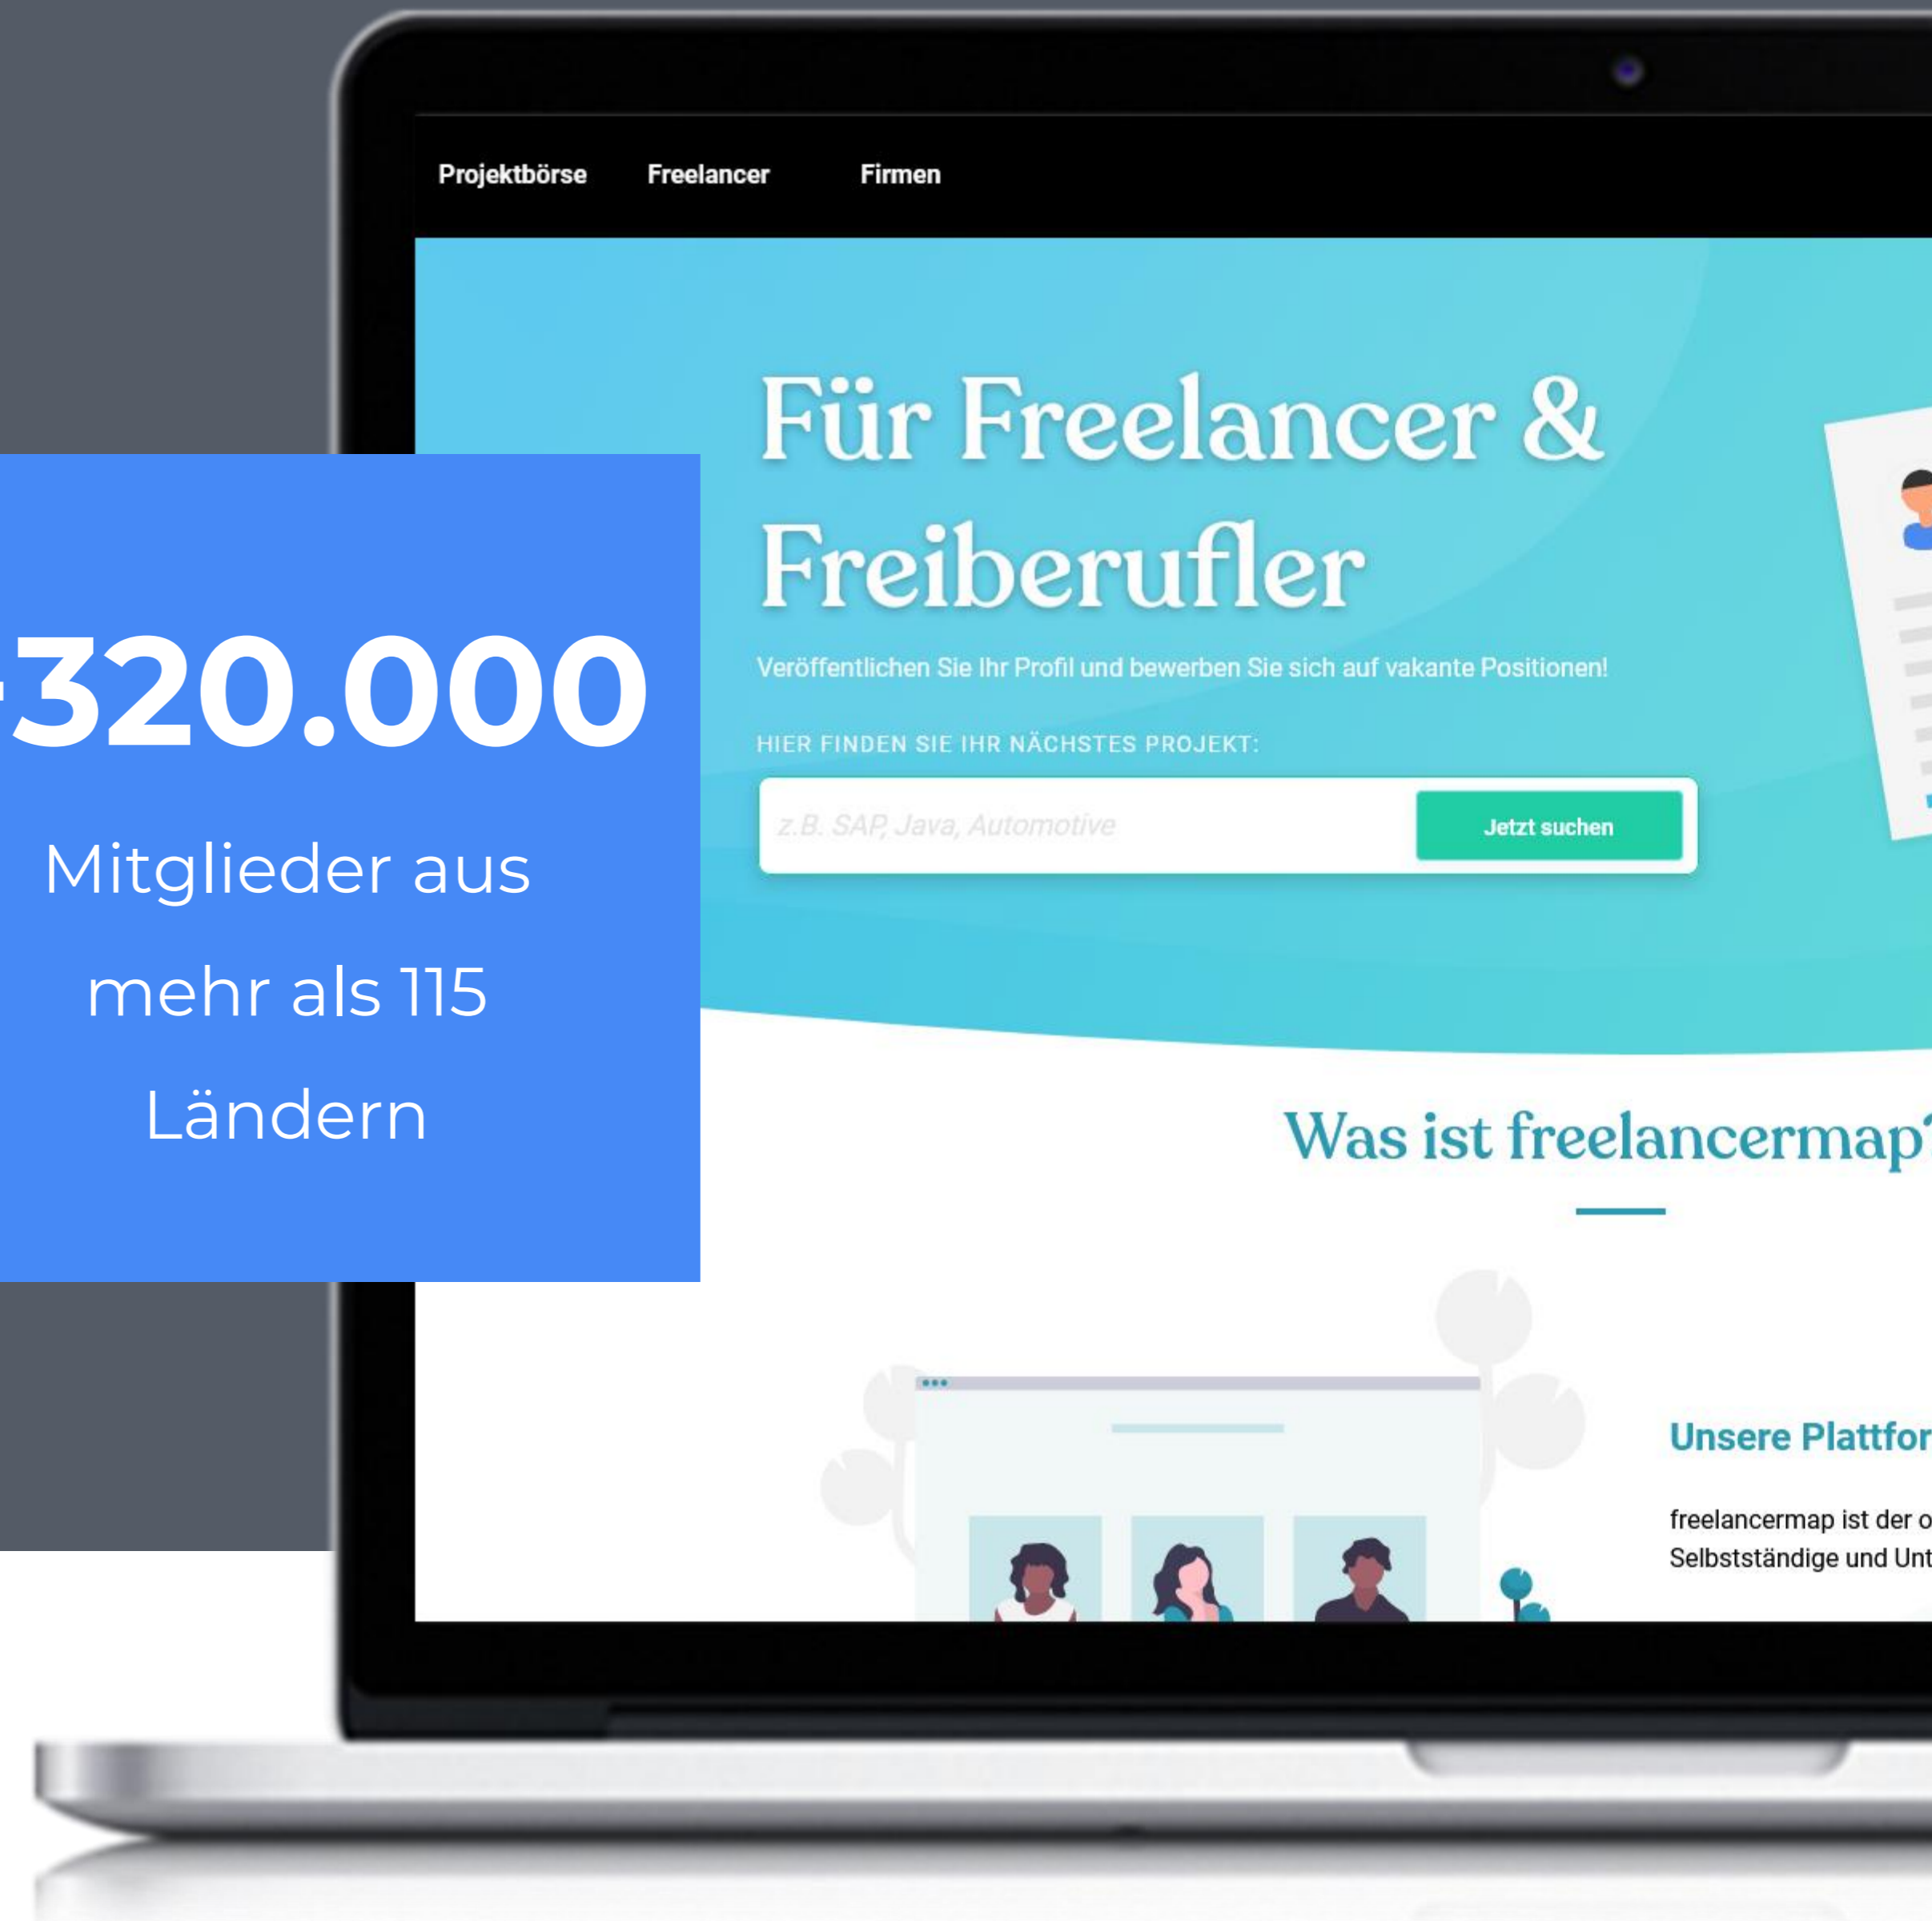 Projektbörse Freelancer Firmen
Für Freelancer &
Freiberufler
Veröffentlichen Sie Ihr Profil und bewerben Sie sich auf vakante Positionen!
HIER FINDEN SIE IHR NÄCHSTES PROJEKT:
z.B. SAP, Java, Automotive
Jetzt suchen
+320.000
Mitglieder aus
mehr als 115
Ländern
Was ist freelancermap?
Unsere
freelancermap ist der
Selbstständige und